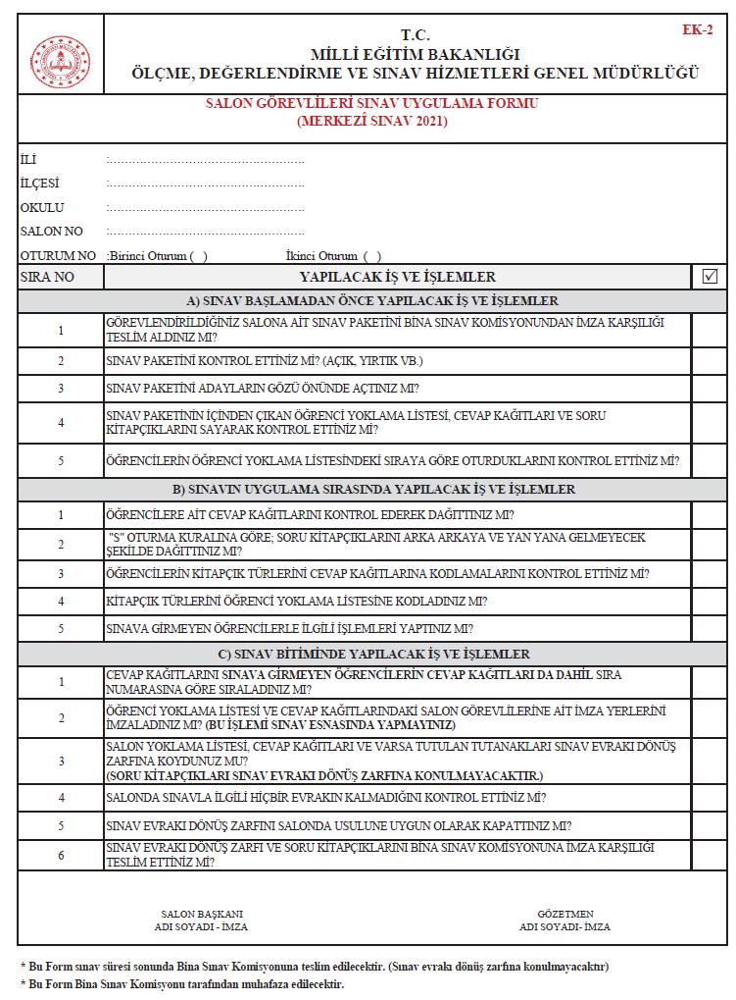 EK-2
T.C.
MİLLİ EĞİTİM BAKANLIĞI
ÖLÇME, DEĞERLENDİRME VE SINAV HİZMETLERİ GENEL MÜDÜRLÜĞÜ
SALON GÖREVLİLERİ SINAV UYGULAMA FORMU
(MERKEZÎ SINAV 2021)
İLİ :........................................................
İLÇESİ :........................................................
OKULU :........................................................
SALON NO :........................................................
OTURUM NO :Birinci Oturum ( ) İkinci Oturum ( )
SIRA NO YAPILACAK İŞ VE İŞLEMLER ☑
A) SINAV BAŞLAMADAN ÖNCE YAPILACAK İŞ VE İŞLEMLER
1 GÖREVLENDİRİLDİĞİNİZ SALONA AİT SINAV PAKETİNİ BİNA SINAV KOMİSYONUNDAN İMZA KARŞILIĞI
TESLİM ALDINIZ MI?
2 SINAV PAKETİNİ KONTROL ETTİNİZ Mİ? (AÇIK, YIRTIK VB.)
3 SINAV PAKETİNİ ADAYLARIN GÖZÜ ÖNÜNDE AÇTINIZ MI?
4 SINAV PAKETİNİN İÇİNDEN ÇIKAN ÖĞRENCİ YOKLAMA LİSTESİ, CEVAP KAĞITLARI VE SORU
KİTAPÇIKLARINI SAYARAK KONTROL ETTİNİZ Mİ?
5 ÖĞRENCİLERİN ÖĞRENCİ YOKLAMA LİSTESİNDEKİ SIRAYA GÖRE OTURDUKLARINI KONTROL ETTİNİZ Mİ?
B) SINAVIN UYGULAMA SIRASINDA YAPILACAK İŞ VE İŞLEMLER
1 ÖĞRENCİLERE AİT CEVAP KAĞITLARINI KONTROL EDEREK DAĞITTINIZ MI?
2 "S" OTURMA KURALINA GÖRE; SORU KİTAPÇIKLARINI ARKA ARKAYA VE YAN YANA GELMEYECEK
ŞEKİLDE DAĞITTINIZ MI?
3 ÖĞRENCİLERİN KİTAPÇIK TÜRLERİNİ CEVAP KAĞITLARINA KODLAMALARINI KONTROL ETTİNİZ Mİ?
4 KİTAPÇIK TÜRLERİNİ ÖĞRENCİ YOKLAMA LİSTESİNE KODLADINIZ MI?
5 SINAVA GİRMEYEN ÖĞRENCİLERLE İLGİLİ İŞLEMLERİ YAPTINIZ MI?
C) SINAV BİTİMİNDE YAPILACAK İŞ VE İŞLEMLER
1 CEVAP KAĞITLARINI SINAVA GİRMEYEN ÖĞRENCİLERİN CEVAP KAĞITLARI DA DAHİL SIRA
NUMARASINA GÖRE SIRALADINIZ MI?
2 ÖĞRENCİ YOKLAMA LİSTESİ VE CEVAP KAĞITLARINDAKİ SALON GÖREVLİLERİNE AİT İMZA YERLERİNİ
İMZALADINIZ MI? (BU İŞLEMİ SINAV ESNASINDA YAPMAYINIZ)
3 SALON YOKLAMA LİSTESİ, CEVAP KAĞITLARI VE VARSA TUTULAN TUTANAKLARI SINAV EVRAKI DÖNÜŞ
ZARFINA KOYDUNUZ MU?
(SORU KİTAPÇIKLARI SINAV EVRAKI DÖNÜŞ ZARFINA KONULMAYACAKTIR.)
4 SALONDA SINAVLA İLGİLİ HİÇBİR EVRAKIN KALMADIĞINI KONTROL ETTİNİZ Mİ?
5 SINAV EVRAKI DÖNÜŞ ZARFINI SALONDA USULUNE UYGUN OLARAK KAPATTINIZ MI?
6 SINAV EVRAKI DÖNÜŞ ZARFI VE SORU KİTAPÇIKLARINI BİNA SINAV KOMİSYONUNA İMZA KARŞILIĞI
TESLİM ETTİNİZ Mİ?
SALON BAŞKANI GÖZETMEN
ADI SOYADI - İMZA ADI SOYADI- İMZA
* Bu Form sınav süresi sonunda Bina Sınav Komisyonuna teslim edilecektir. (Sınav evrakı dönüş zarfına konulmayacaktır)
* Bu Form Bina Sınav Komisyonu tarafından muhafaza edilecektir.